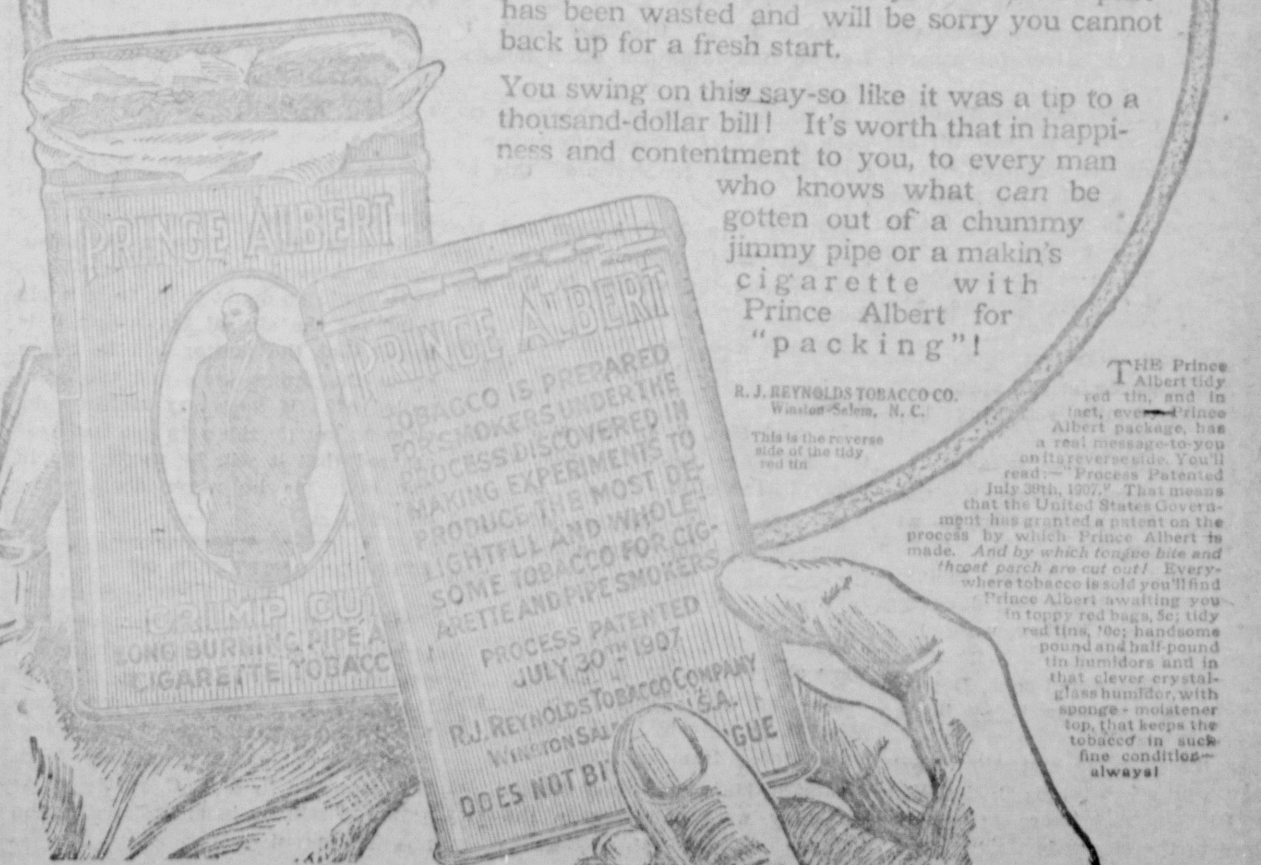 has been wasted and will be sorry you cannot
back up for a fresh start.
You swing on this say-so like it was a tip to a
thousand-dollar bill! It's worth that in happi-
ness and contentment to you, to every man
who knows what can be
gotten out of a chummy
jimmy pipe or a makin's
cigarette with
Prince Albert for
"packing"!
R. J. REYNOLDS TOBACCO CO.
Winston-Salem, N. C.
This is the reverse
side of the tidy
red tin
THE Prince
Albert tidy
red tin, and in
fact, every Prince
Albert package, has
a real message-to-you
on its reverse side. You'll
read:—"Process Patented
July 30th, 1907." That means
that the United States Govern-
ment has granted a patent on the
process by which Prince Albert is
made. And by which tongue bite and
throat parch are cut out! Every-
where tobacco is sold you'll find
Prince Albert awaiting you
in toppy red bags, 5c; tidy
red tins, 10c; handsome
pound and half-pound
tin humidors and in
that clever crystal-
glass humidor, with
sponge-moistener
top, that keeps the
tobacco in such
fine condition—
always!
PRINCE ALBERT
CRIMP CU
LONG BURNING PIPE A
CIGARETTE TOBACC
PRINCE ALBERT
TOBACCO IS PREPARED
FOR SMOKERS UNDER THE
PROCESS DISCOVERED IN
MAKING EXPERIMENTS TO
PRODUCE THE MOST DE-
LIGHTFUL AND WHOLE-
SOME TOBACCO FOR CIG-
ARETTE AND PIPE SMOKERS
PROCESS PATENTED
JULY 30TH 1907
R.J. REYNOLDS TOBACCO COMPANY
WINSTON SAL U.S.A.
DOES NOT BIT NGUE